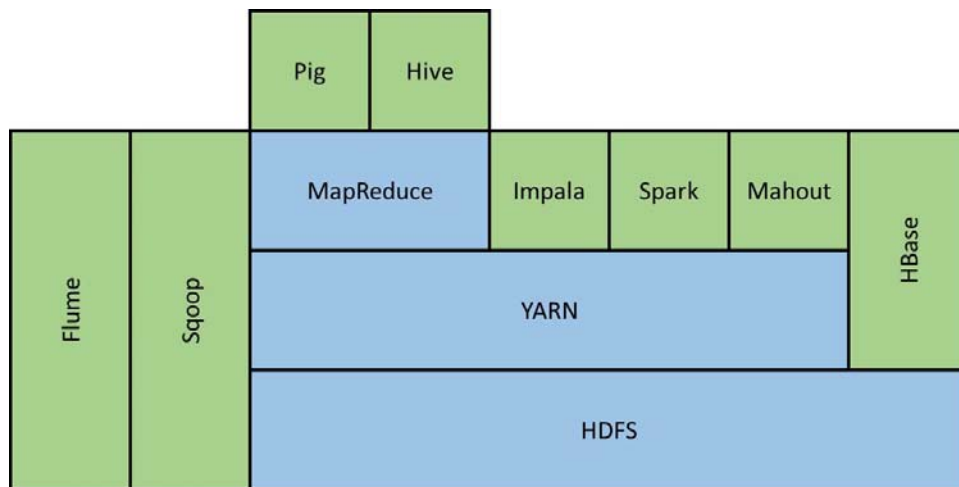 Pig
Hive
MapReduce
Impala
Spark
Mahout
HBase
Flume
Sqoop
YARN
HDFS